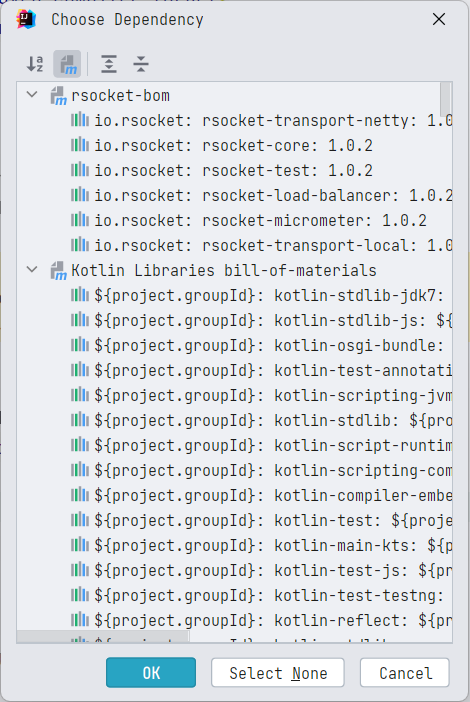 Choose Dependency
rsocket-bom
io.rsocket: rsocket-transport-netty: 1.0
io.rsocket: rsocket-core: 1.0.2
io.rsocket: rsocket-test: 1.0.2
io.rsocket: rsocket-load-balancer: 1.0.2
io.rsocket: rsocket-micrometer: 1.0.2
io.rsocket: rsocket-transport-local: 1.0
Kotlin Libraries bill-of-materials
${project.groupId}: kotlin-stdlib-jdk7:
${project.groupId}: kotlin-stdlib-js: ${
${project.groupId}: kotlin-osgi-bundle:
${project.groupId}: kotlin-test-annotati
${project.groupId}: kotlin-scripting-jvm
${project.groupId}: kotlin-stdlib: ${pro
${project.groupId}: kotlin-script-runtim
${project.groupId}: kotlin-scripting-com
${project.groupId}: kotlin-compiler-embe
${project.groupId}: kotlin-test: ${proje
${project.groupId}: kotlin-main-kts: ${p
${project.groupId}: kotlin-test-js: ${pr
${project.groupId}: kotlin-test-testng:
${project.groupId}: kotlin-reflect: ${pr
OK
Select None
Cancel